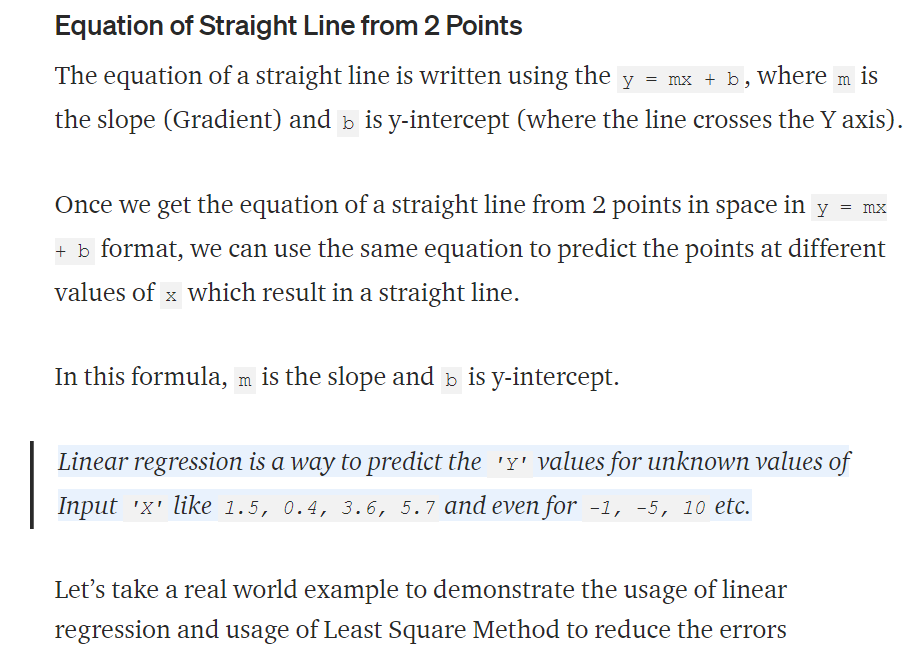 Equation of Straight Line from 2 Points
The equation of a straight line is written using the y = mx + b, where m is
the slope (Gradient) and b is y-intercept (where the line crosses the Y axis).
Once we get the equation of a straight line from 2 points in space in y = mx
+ b format, we can use the same equation to predict the points at different
values of x which result in a straight line.
In this formula, m is the slope and b is y-intercept.
Linear regression is a way to predict the 'Y' values for unknown values of
Input 'X' like 1.5, 0.4, 3.6, 5.7 and even for -1, -5, 10 etc.
Let’s take a real world example to demonstrate the usage of linear
regression and usage of Least Square Method to reduce the errors